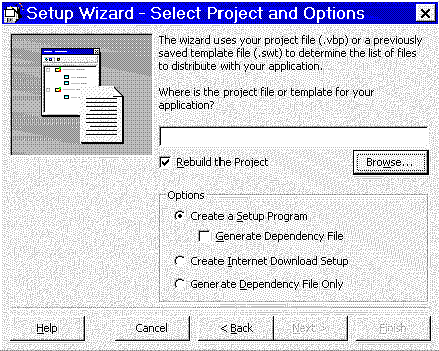 Setup Wizard - Select Project and Options
The wizard uses your project file (.vbp) or a previously
saved template file (.swt) to determine the list of files
to distribute with your application.
Where is the project file or template for your
application?
Rebuild the Project
Browse...
Options
Create a Setup Program
Generate Dependency File
Create Internet Download Setup
Generate Dependency File Only
Help
Cancel
< Back
Next >
Finish